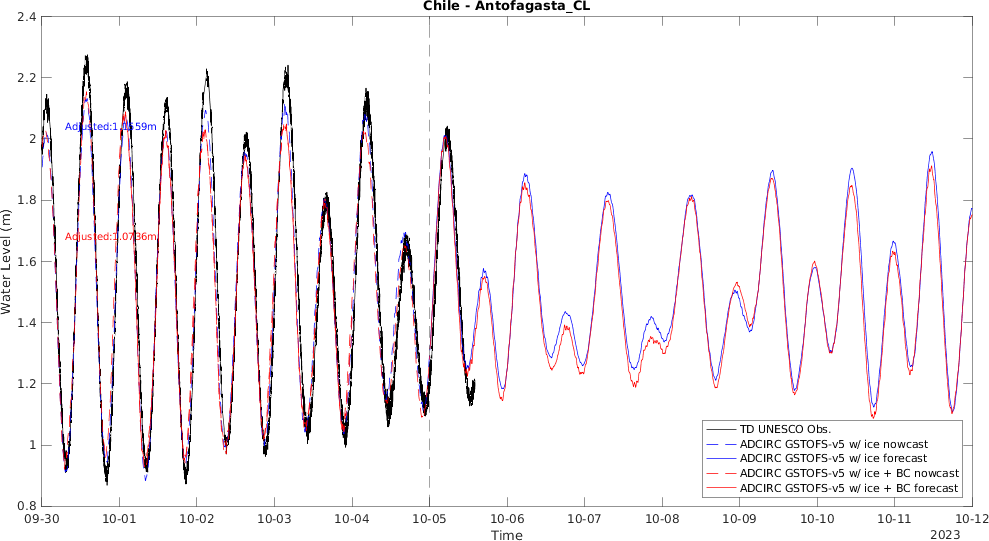 Chile - Antofagasta_CL
2.4
2.2
2
1.8
1.6
1.4
1.2
1
0.8
Water Level (m)
Adjusted:1.0736m
TD UNESCO Obs.
ADCIRC GSTOFS-v5 w/ ice nowcast
ADCIRC GSTOFS-v5 w/ ice forecast
ADCIRC GSTOFS-v5 w/ ice + BC nowcast
ADCIRC GSTOFS-v5 w/ ice + BC forecast
09-30 10-01 10-02 10-03 10-04 10-05 10-06 10-07 10-08 10-09 10-10 10-11 10-12
Time
2023